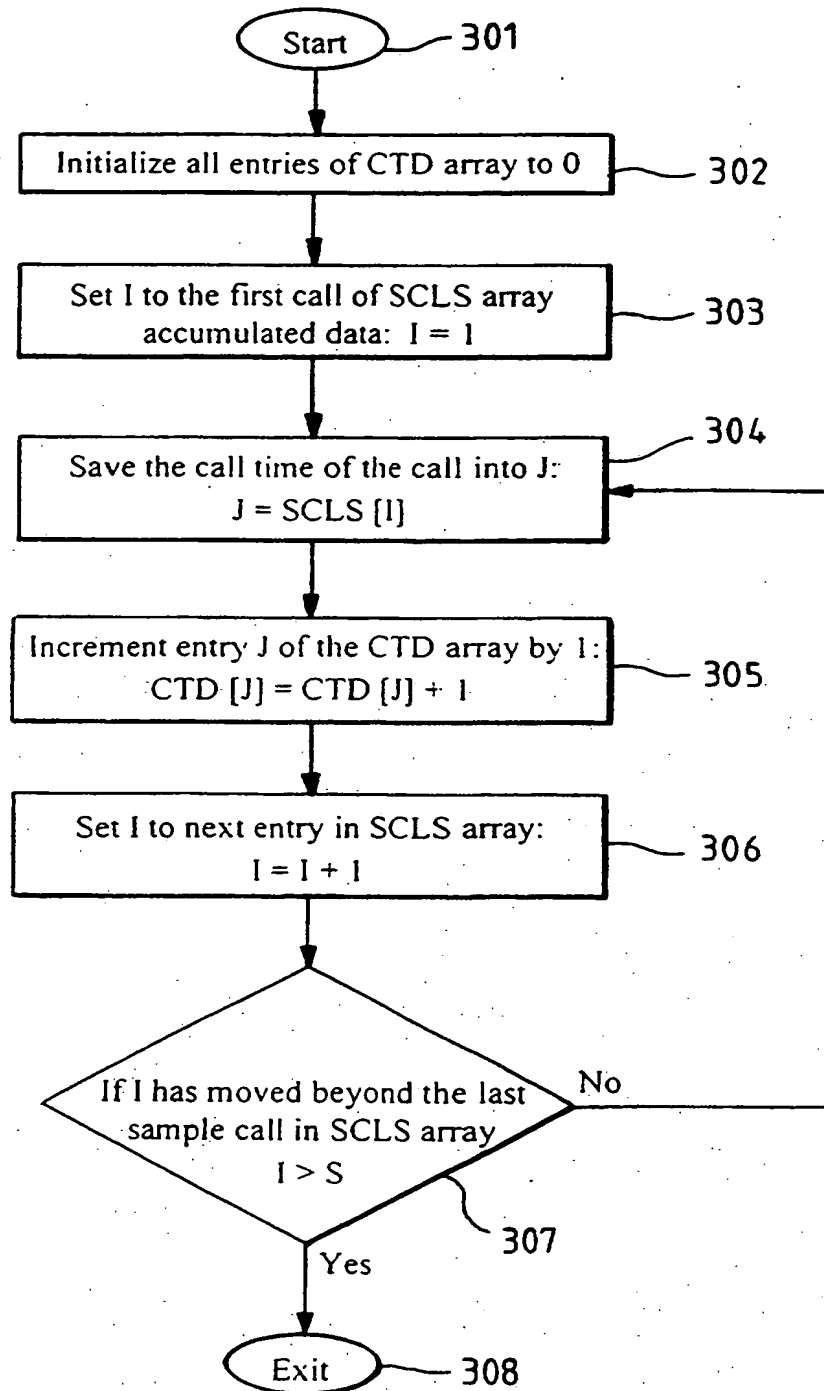 Start
301
Initialize all entries of CTD array to 0
302
Set I to the first call of SCLS array
accumulated data: I = 1
303
304
Save the call time of the call into J:
J = SCLS [I]
Increment entry J of the CTD array by 1:
CTD [J] = CTD [J] + 1
305
Set I to next entry in SCLS array:
I = I + 1
306
If I has moved beyond the last
sample call in SCLS array
I > S
No
307
Yes
Exit
308